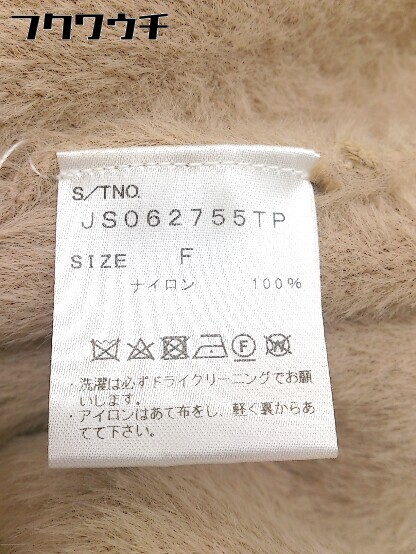 フクワウチ
S/TNO.
JS062755TP
SIZE F
ナイロン 100%
F W
・洗濯は必ずドライクリーニングでお願
いします。
・アイロンはあて布をし、軽く裏からあ
てて下さい。